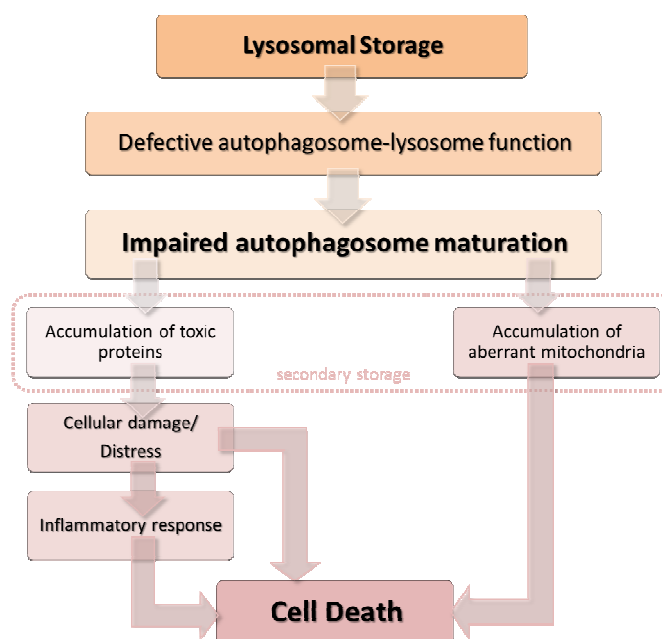 Lysosomal Storage
Defective autophagosome-lysosome function
Impaired autophagosome maturation
Accumulation of toxic
proteins
Accumulation of
aberrant mitochondria
secondary storage
Cellular damage/
Distress
Inflammatory response
Cell Death